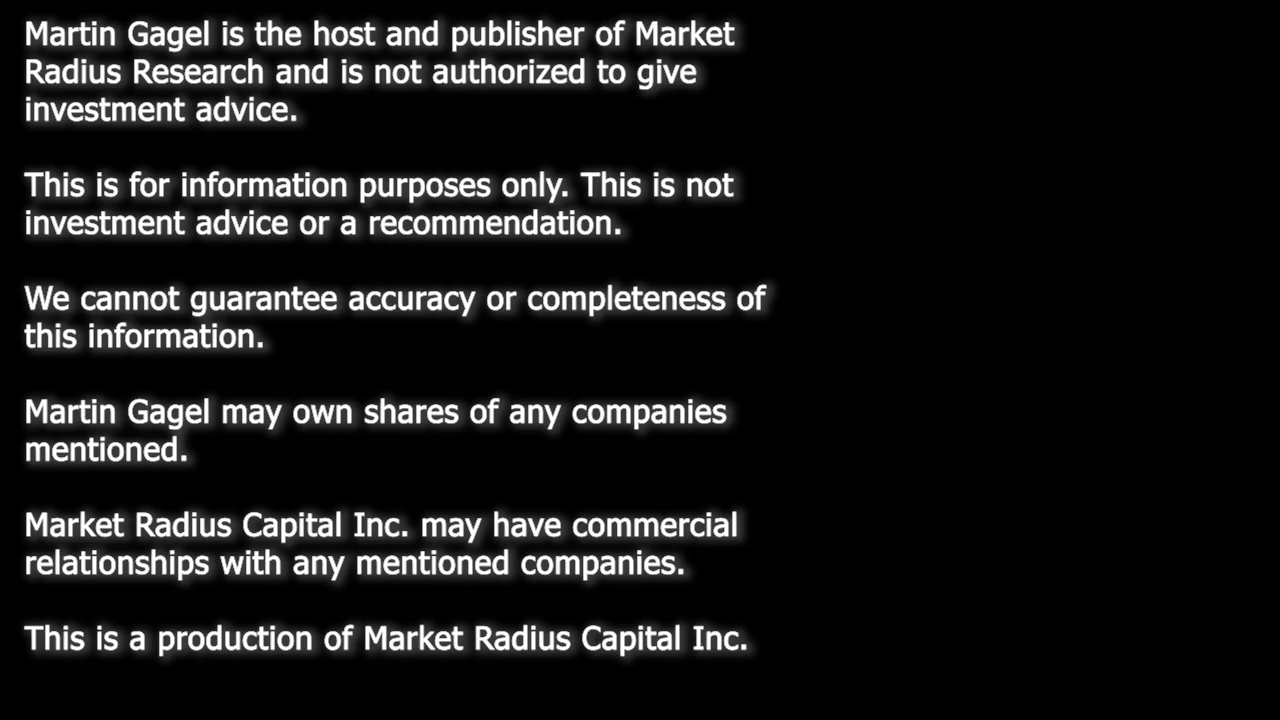 Martin Gagel is the host and publisher of Market
Radius Research and is not authorized to give
investment advice.
This is for information purposes only. This is not
investment advice or a recommendation.
We cannot guarantee accuracy or completeness of
this information.
Martin Gagel may own shares of any companies
mentioned.
Market Radius Capital Inc. may have commercial
relationships with any mentioned companies.
This is a production of Market Radius Capital Inc.